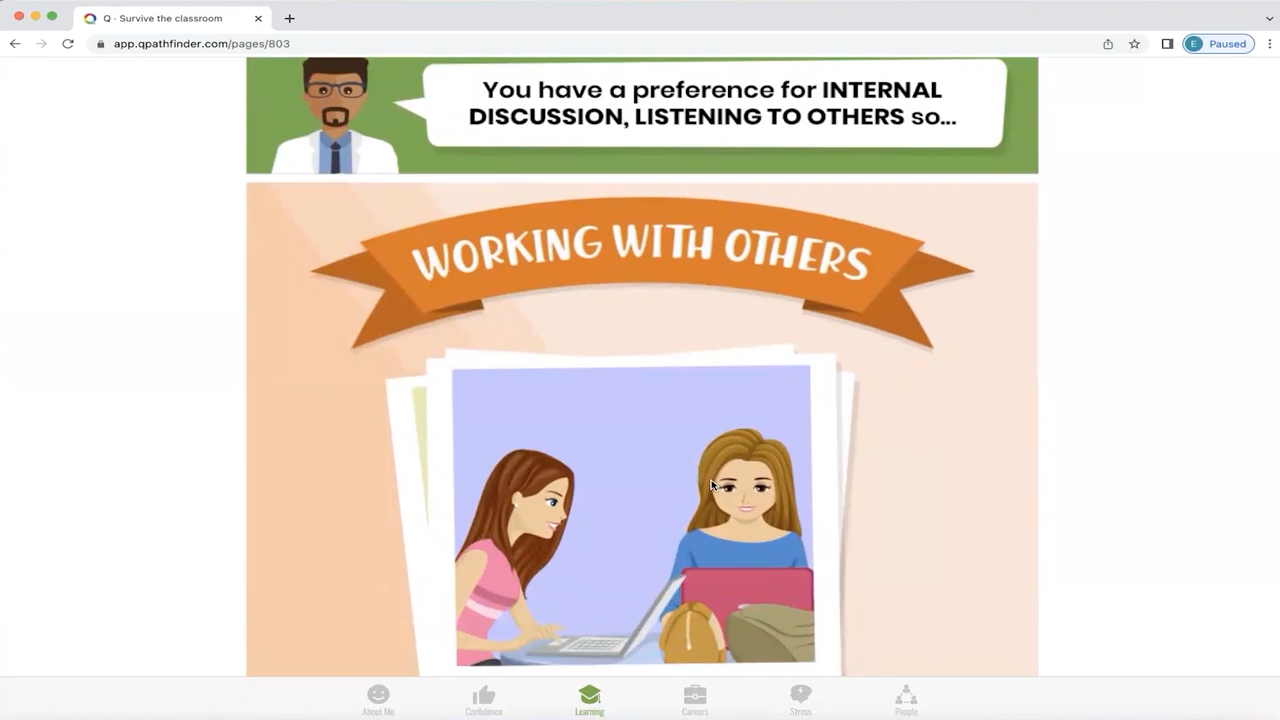 Q - Survive the classroom
app.qpathfinder.com/pages/803
E Paused
You have a preference for INTERNAL
DISCUSSION, LISTENING TO OTHERS so...
WORKING WITH OTHERS
About Me
Confidence
Learning
Careers
Stress
People